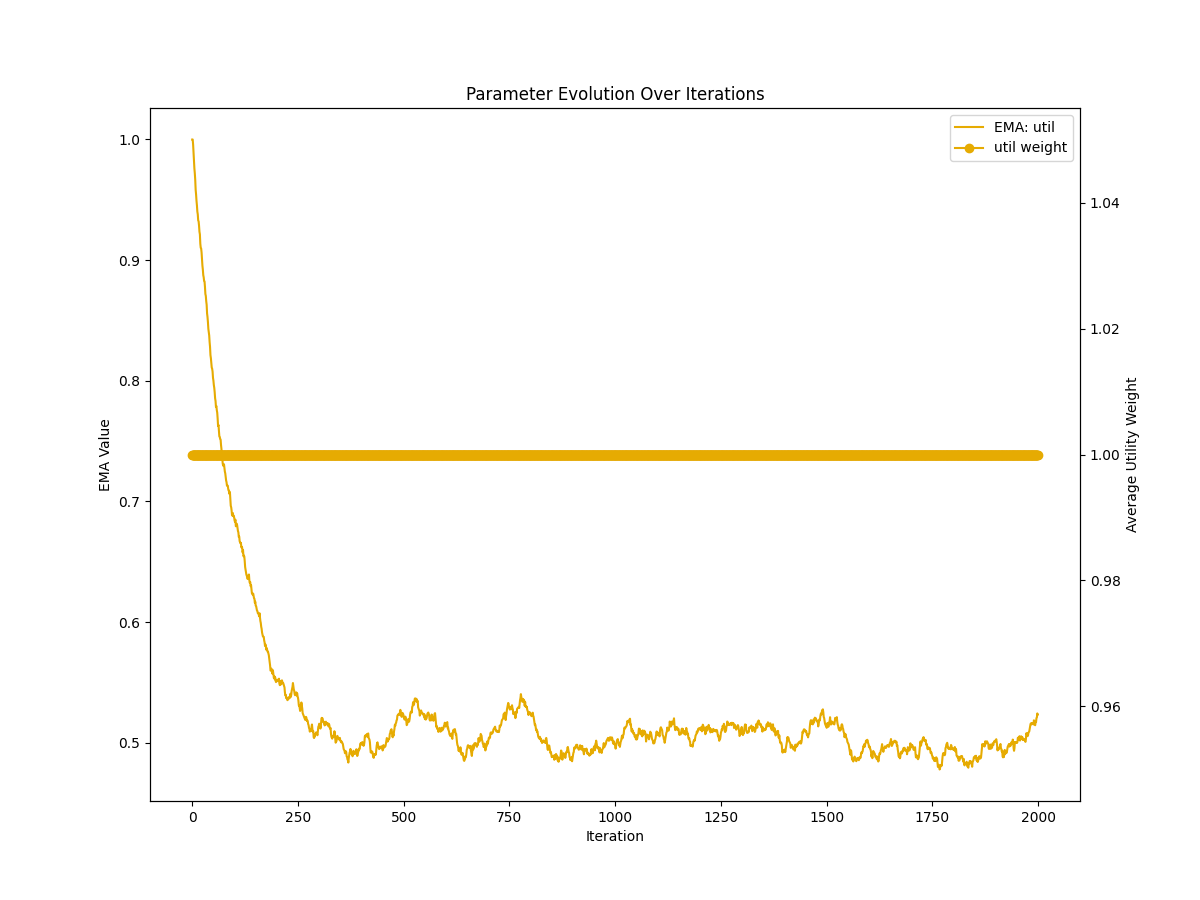 Parameter Evolution Over Iterations
EMA: util
util weight
1.0
0.9
0.8
0.7
0.6
0.5
EMA Value
1.04
1.02
1.00
0.98
0.96
Average Utility Weight
0 250 500 750 1000 1250 1500 1750 2000
Iteration